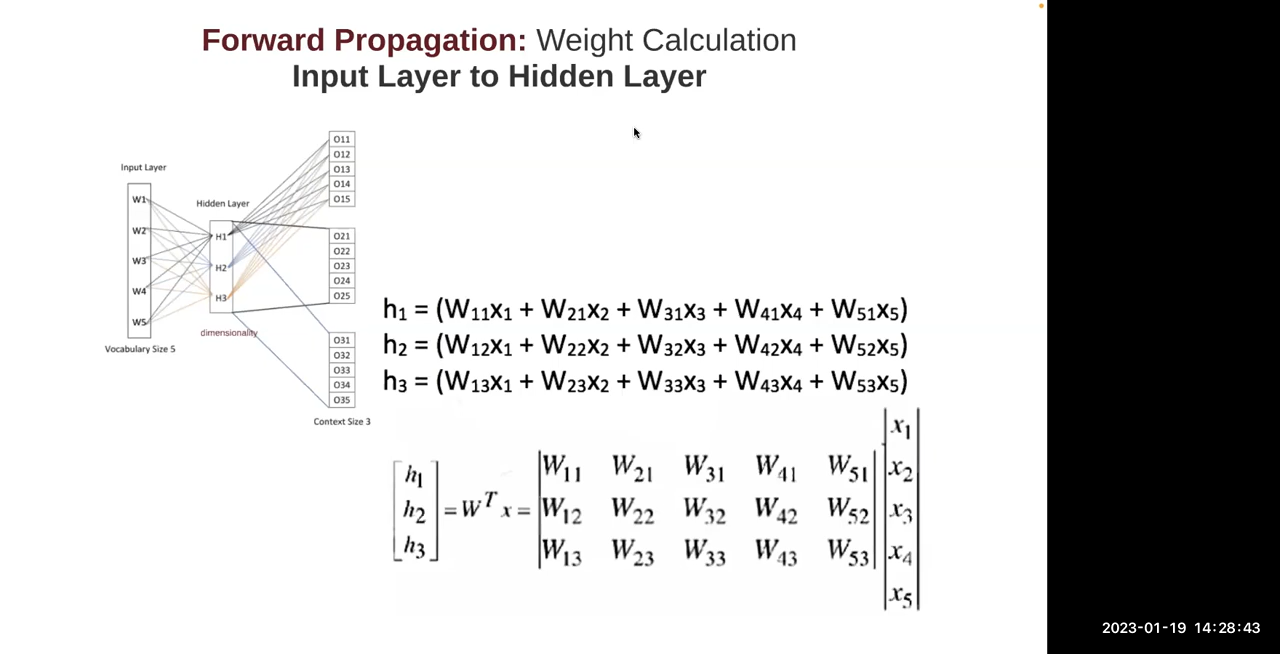 Forward Propagation: Weight Calculation
Input Layer to Hidden Layer
Input Layer
W1
W2
W3
W4
W5
Vocabulary Size 5
Hidden Layer
H1
H2
H3
dimensionality
O11
O12
O13
O14
O15
O21
O22
O23
O24
O25
O31
O32
O33
O34
O35
Context Size 3
h₁ = (W₁₁x₁ + W₂₁x₂ + W₃₁x₃ + W₄₁x₄ + W₅₁x₅)
h₂ = (W₁₂x₁ + W₂₂x₂ + W₃₂x₃ + W₄₂x₄ + W₅₂x₅)
h₃ = (W₁₃x₁ + W₂₃x₂ + W₃₃x₃ + W₄₃x₄ + W₅₃x₅)
h₁
h₂
h₃
= Wᵀ x =
W₁₁ W₂₁ W₃₁ W₄₁ W₅₁
W₁₂ W₂₂ W₃₂ W₄₂ W₅₂
W₁₃ W₂₃ W₃₃ W₄₃ W₅₃
x₁
x₂
x₃
x₄
x₅
2023-01-19 14:28:43